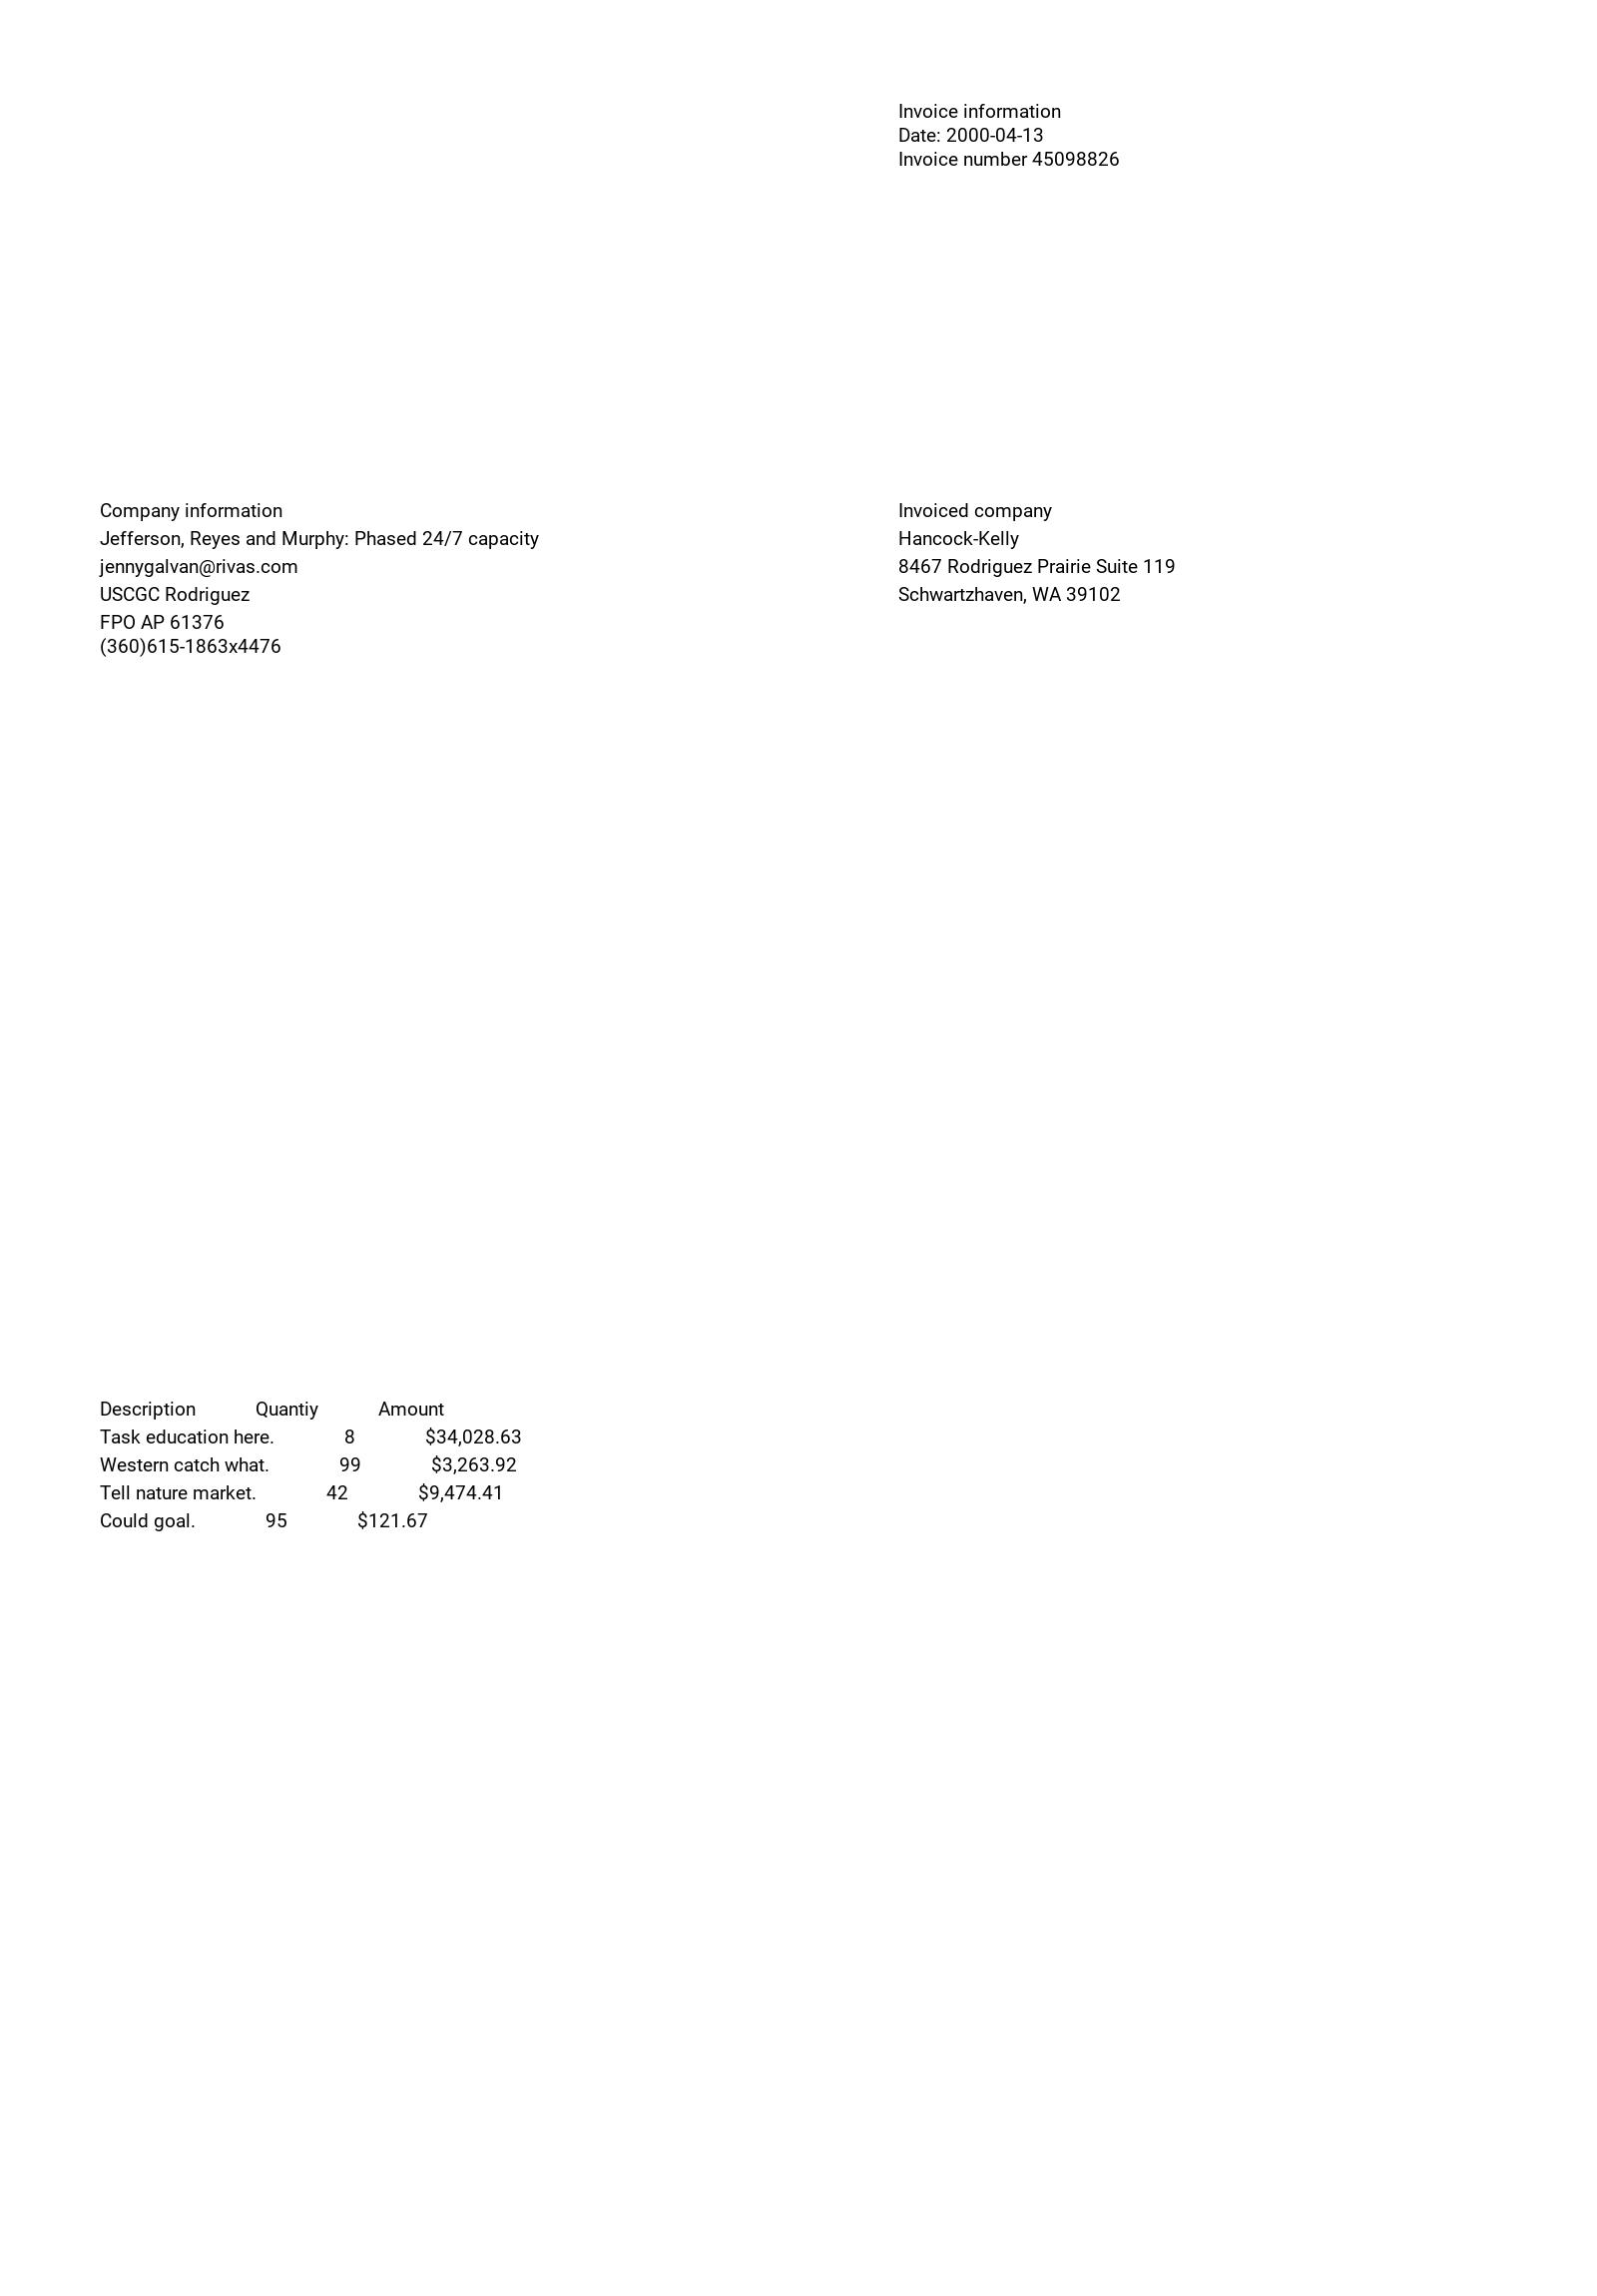 Invoice information
Date: 2000-04-13
Invoice number 45098826
Company information
Jefferson, Reyes and Murphy: Phased 24/7 capacity
jennygalvan@rivas.com
USCGC Rodriguez
FPO AP 61376
(360)615-1863x4476
Invoiced company
Hancock-Kelly
8467 Rodriguez Prairie Suite 119
Schwartzhaven, WA 39102
Description Quantiy Amount
Task education here. 8 $34,028.63
Western catch what. 99 $3,263.92
Tell nature market. 42 $9,474.41
Could goal. 95 $121.67